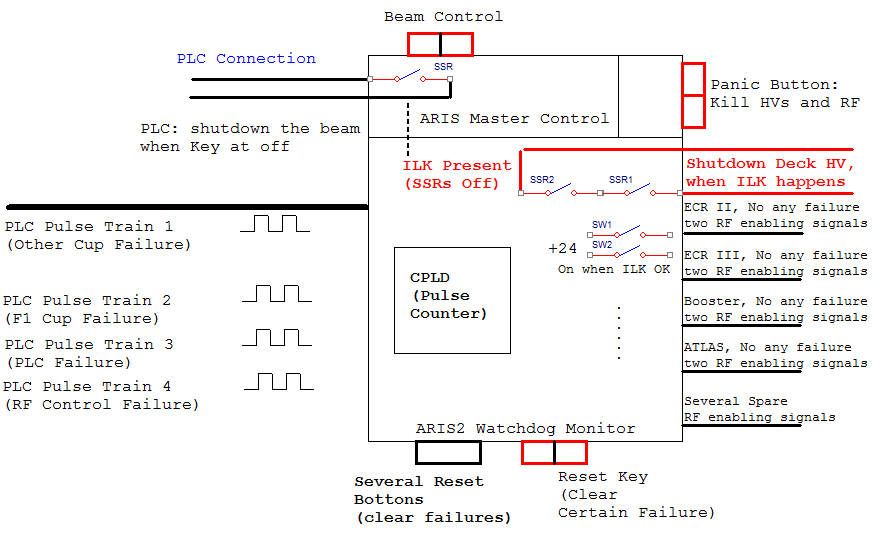 Beam Control
PLC Connection
SSR
Panic Button:
Kill HVs and RF
ARIS Master Control
PLC: shutdown the beam
when Key at off
ILK Present
(SSRs Off)
Shutdown Deck HV,
when ILK happens
SSR2
SSR1
ECR II, No any failure
two RF enabling signals
PLC Pulse Train 1
(Other Cup Failure)
SW1
SW2
+24
On when ILK OK
ECR III, No any failure
two RF enabling signals
CPLD
(Pulse
Counter)
PLC Pulse Train 2
(F1 Cup Failure)
Booster, No any failure
two RF enabling signals
PLC Pulse Train 3
(PLC Failure)
ATLAS, No any failure
two RF enabling signals
PLC Pulse Train 4
(RF Control Failure)
Several Spare
RF enabling signals
ARIS2 Watchdog Monitor
Several Reset
Bottons
(clear failures)
Reset Key
(Clear
Certain Failure)